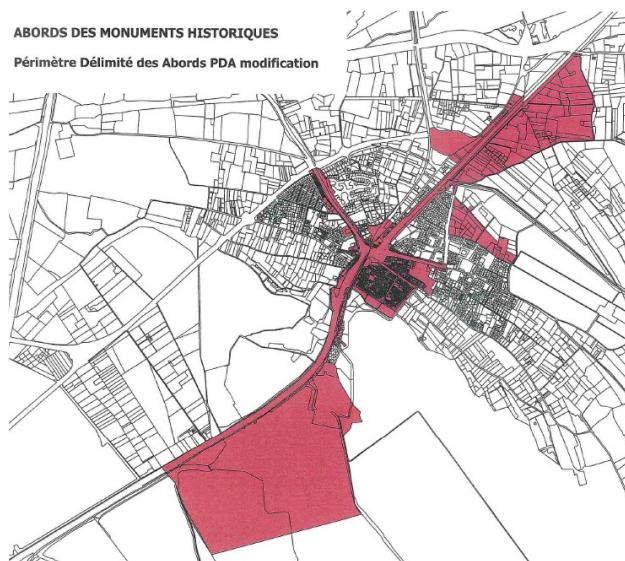 ABORDS DES MONUMENTS HISTORIQUES
Périmètre Délimité des Abords PDA modification